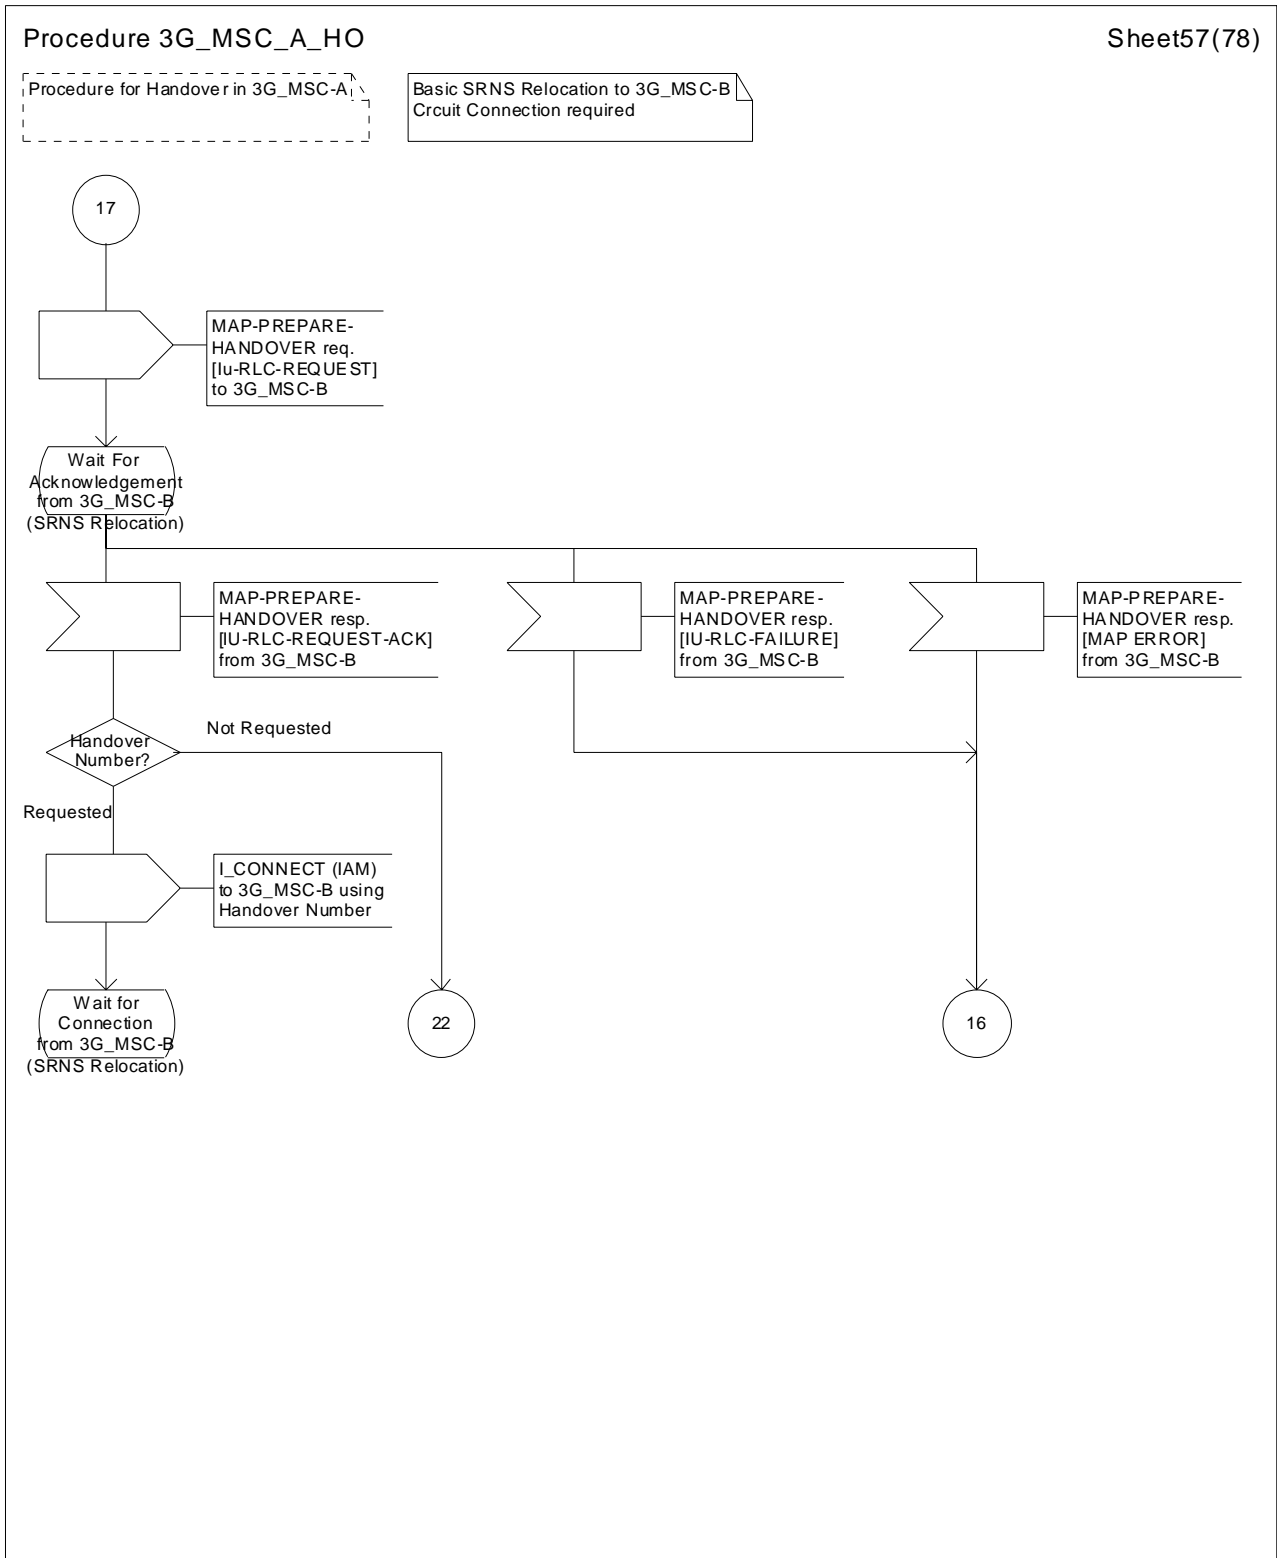 Procedure 3G_MSC_A_HO
Sheet57(78)
Procedure for Handover in 3G_MSC-A
Basic SRNS Relocation to 3G_MSC-B
Crcuit Connection required
17
MAP-PREPARE-
HANDOVER req.
[Iu-RLC-REQUEST]
to 3G_MSC-B
Wait For
Acknowledgement
from 3G_MSC-B
(SRNS Relocation)
MAP-PREPARE-
HANDOVER resp.
[IU-RLC-REQUEST-ACK]
from 3G_MSC-B
MAP-PREPARE-
HANDOVER resp.
[IU-RLC-FAILURE]
from 3G_MSC-B
MAP-PREPARE-
HANDOVER resp.
[MAP ERROR]
from 3G_MSC-B
Handover
Number?
Not Requested
Requested
I_CONNECT (IAM)
to 3G_MSC-B using
Handover Number
Wait for
Connection
from 3G_MSC-B
(SRNS Relocation)
22
16